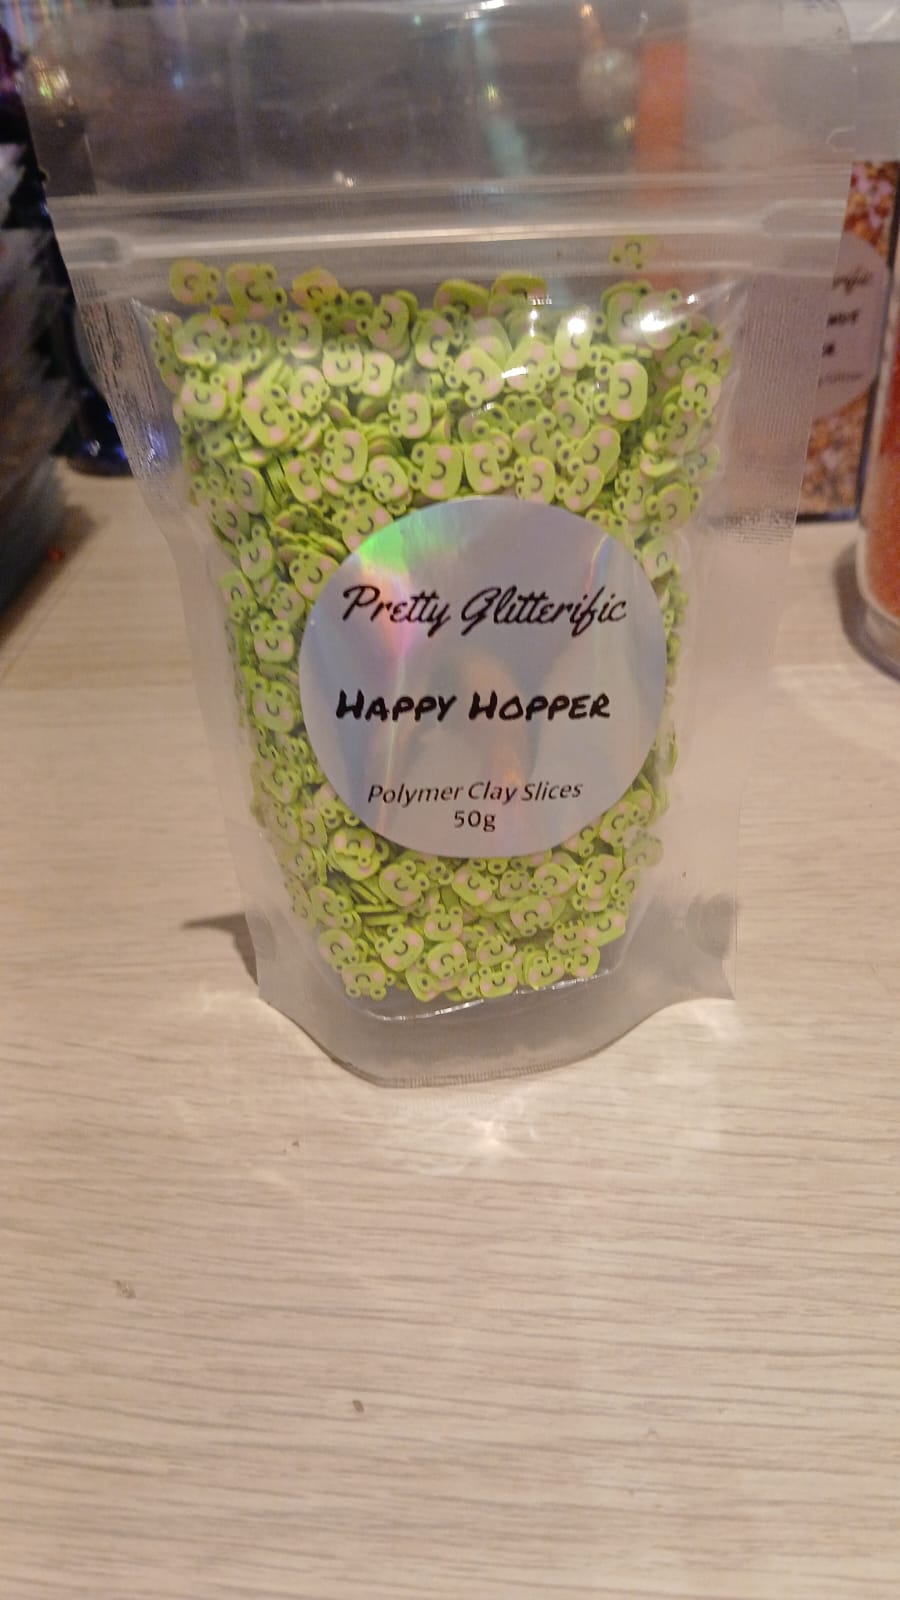 Pretty Glitterific
Happy Hopper
Polymer Clay Slices
50g